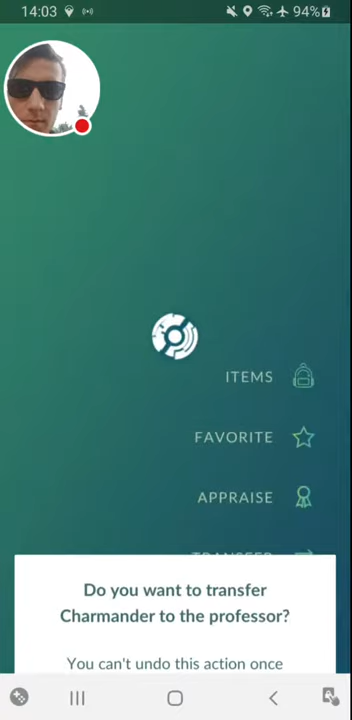 14:03 94%
ITEMS
FAVORITE
APPRAISE
TRANSFER
Do you want to transfer
Charmander to the professor?
You can't undo this action once